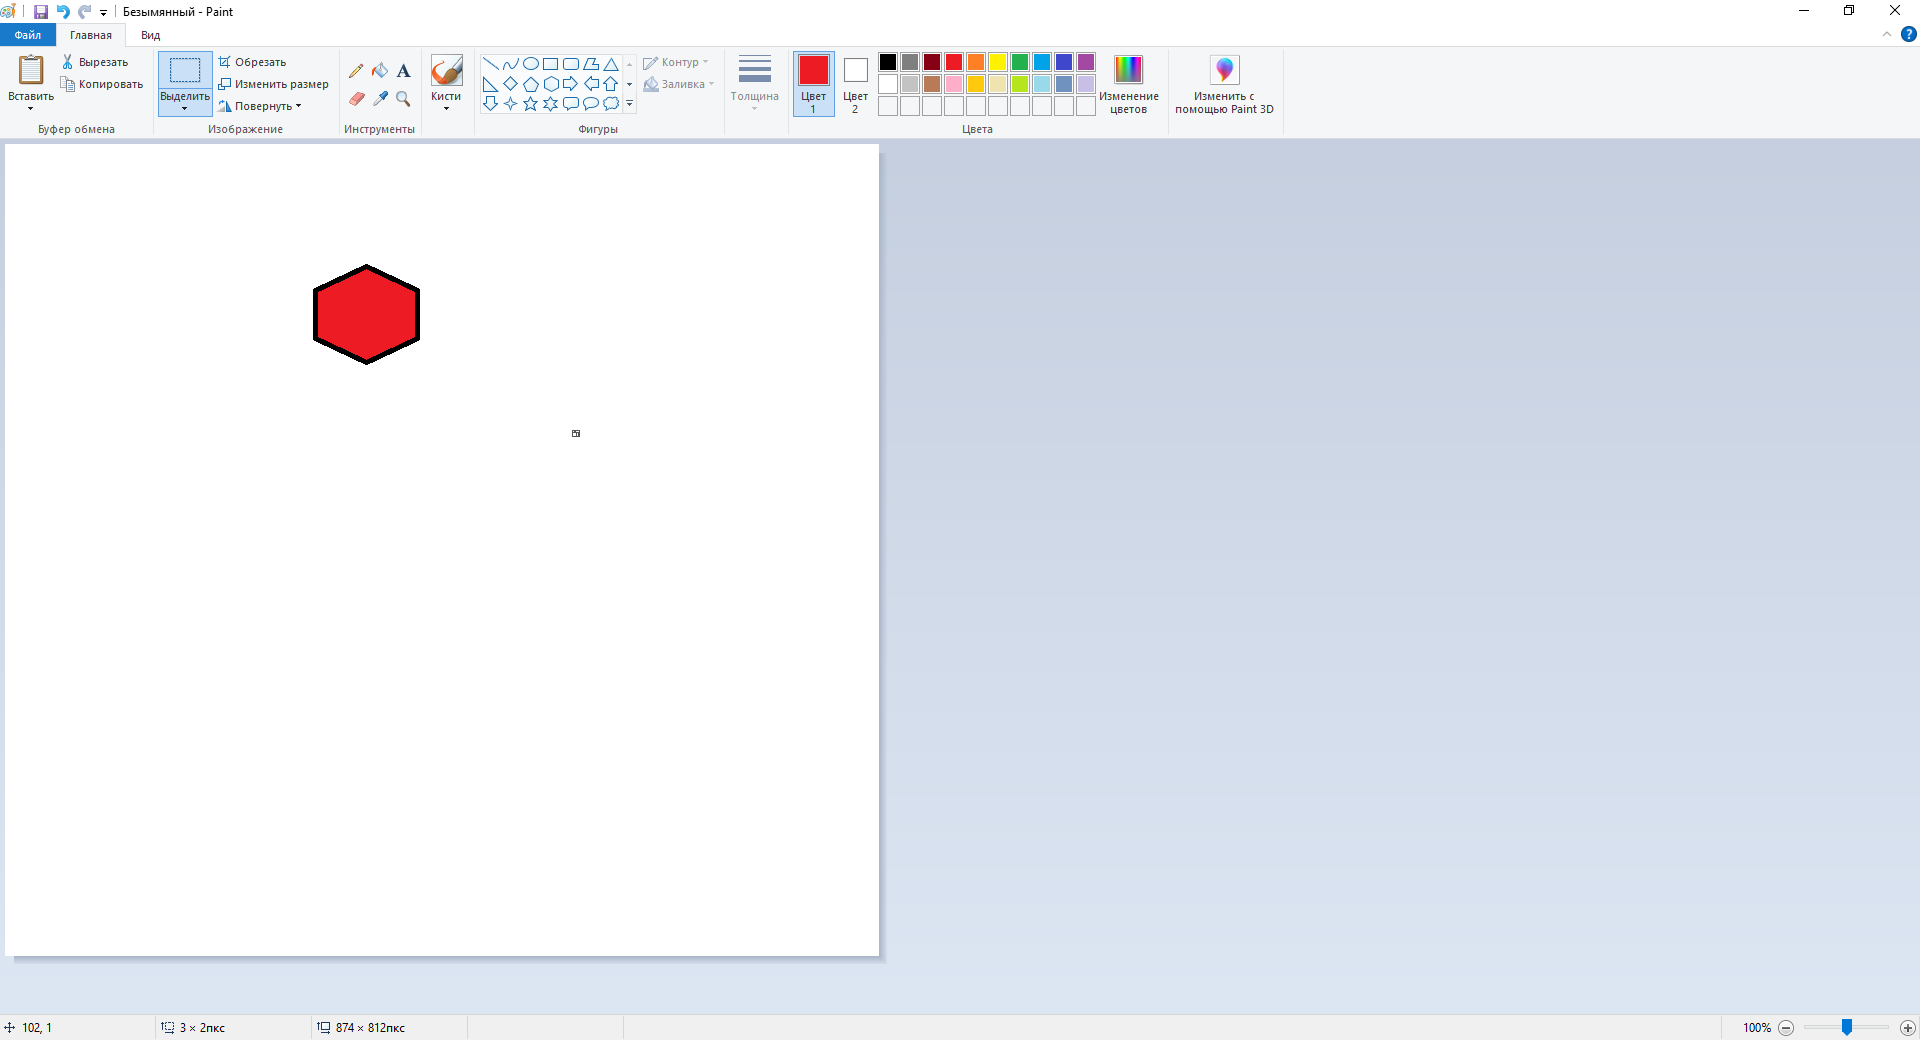 Безымянный - Paint
Файл Главная Вид
Вставить
Вырезать
Копировать
Буфер обмена
Выделить
Обрезать
Изменить размер
Повернуть
Изображение
A
Инструменты
Кисти
Фигуры
Контур
Заливка
Толщина
Цвет
1
Цвет
2
Цвета
Изменение
цветов
Изменить с
помощью Paint 3D
?
102, 1
3 × 2пкс
874 × 812пкс
100%